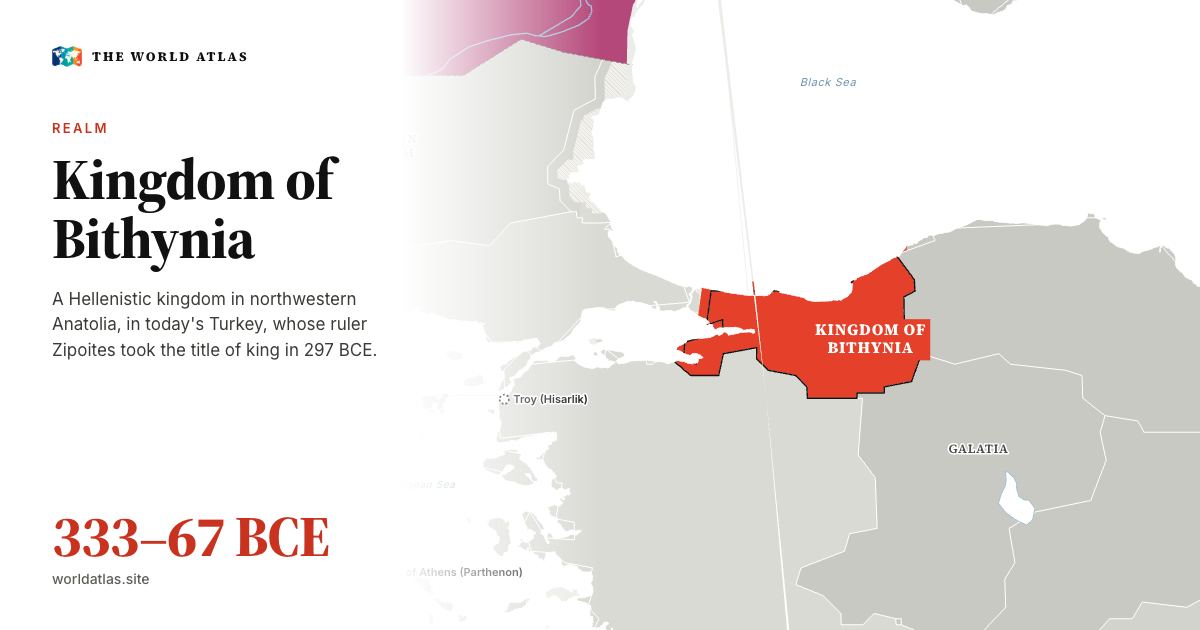 THE WORLD ATLAS
REALM
Kingdom of
Bithynia
A Hellenistic kingdom in northwestern
Anatolia, in today's Turkey, whose ruler
Zipoites took the title of king in 297 BCE.
333–67 BCE
worldatlas.site
Black Sea
KINGDOM OF
BITHYNIA
Troy (Hisarlik)
GALATIA
Sea
of Athens (Parthenon)